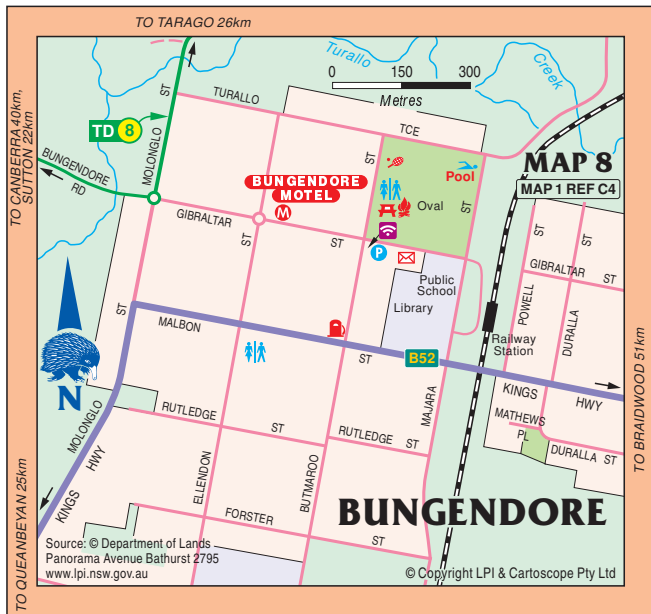 TO TARAGO 26km
TO CANBERRA 40km,
SUTTON 22km
TO QUEANBEYAN 25km
TO BRAIDWOOD 51km
Turallo
Creek
0 150 300
Metres
TURALLO
TCE
ST
MOLONGLO
TD 8
BUNGENDORE
RD
MAP 8
MAP 1 REF C4
BUNGENDORE
MOTEL
M
Pool
Oval
ST
ST
GIBRALTAR
ST
P
Public
School
Library
ST
GIBRALTAR
ST
POWELL
ST
DURALLA
Railway
Station
ST
MALBON
ST
B52
KINGS
HWY
MATHEWS
PL
DURALLA ST
MAJARA
MOLONGLO
KINGS
HWY
RUTLEDGE
ST
RUTLEDGE
ST
ELLENDON
BUTMAROO
FORSTER
ST
N
BUNGENDORE
Source: © Department of Lands
Panorama Avenue Bathurst 2795
www.lpi.nsw.gov.au
© Copyright LPI & Cartoscope Pty Ltd